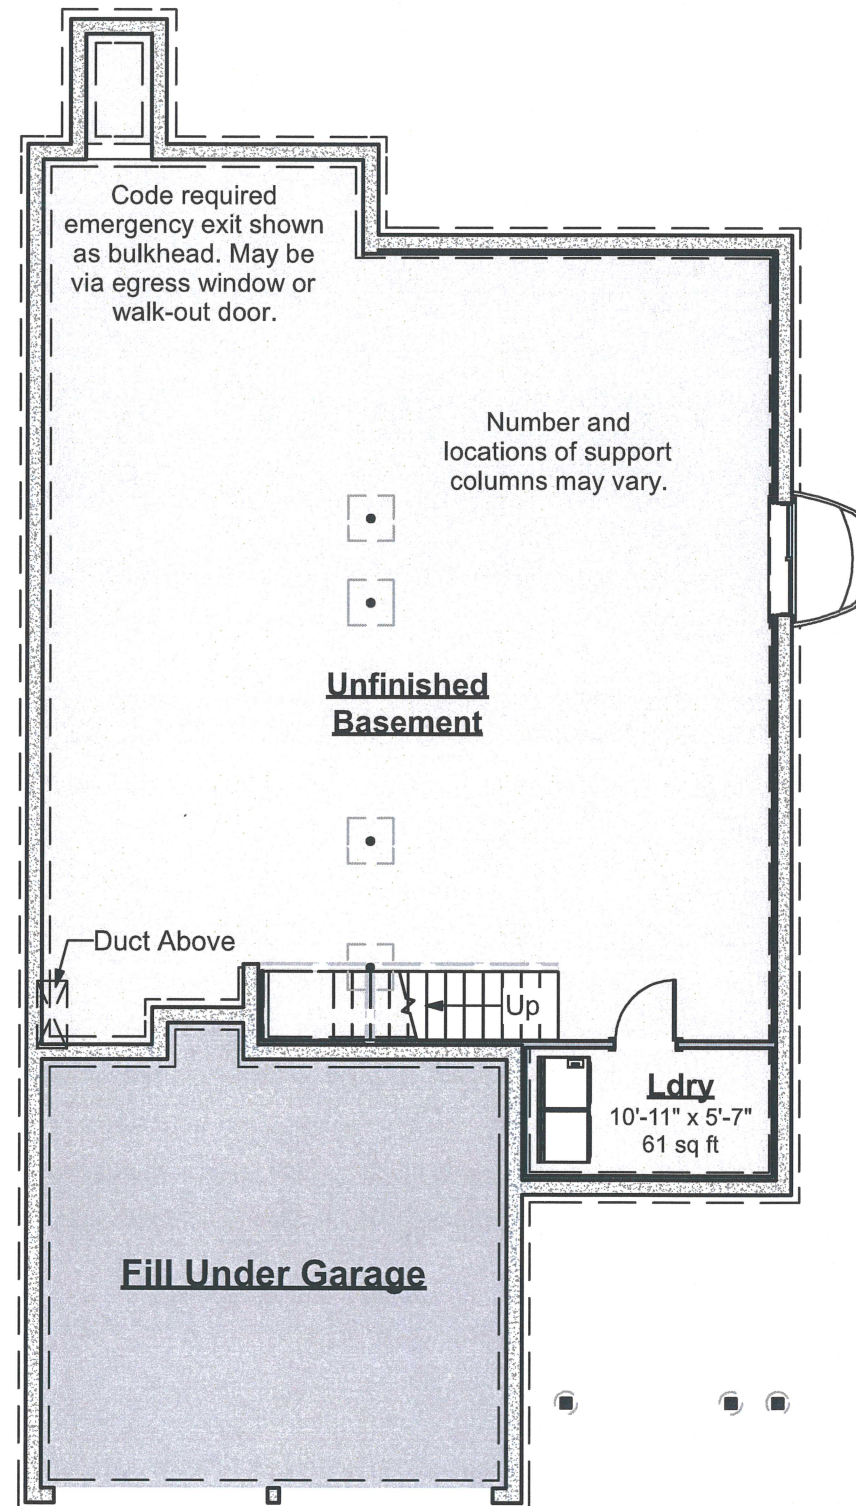 Code required
emergency exit shown
as bulkhead. May be
via egress window or
walk-out door.
Number and
locations of support
columns may vary.
Unfinished
Basement
Duct Above
Up
Ldry
10'-11" x 5'-7"
61 sq ft
Fill Under Garage